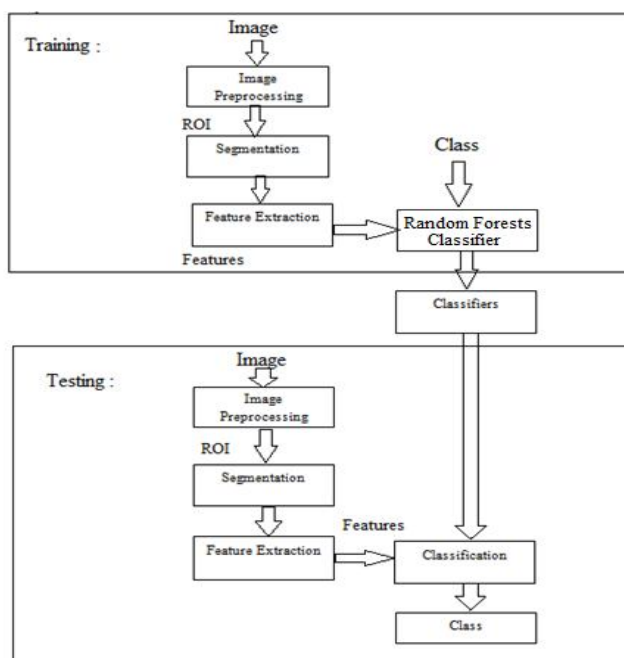 Training :
Image
Image
Preprocessing
ROI
Segmentation
Class
Feature Extraction
Random Forests
Classifier
Features
Classifiers
Testing :
Image
Image
Preprocessing
ROI
Segmentation
Features
Feature Extraction
Classification
Class